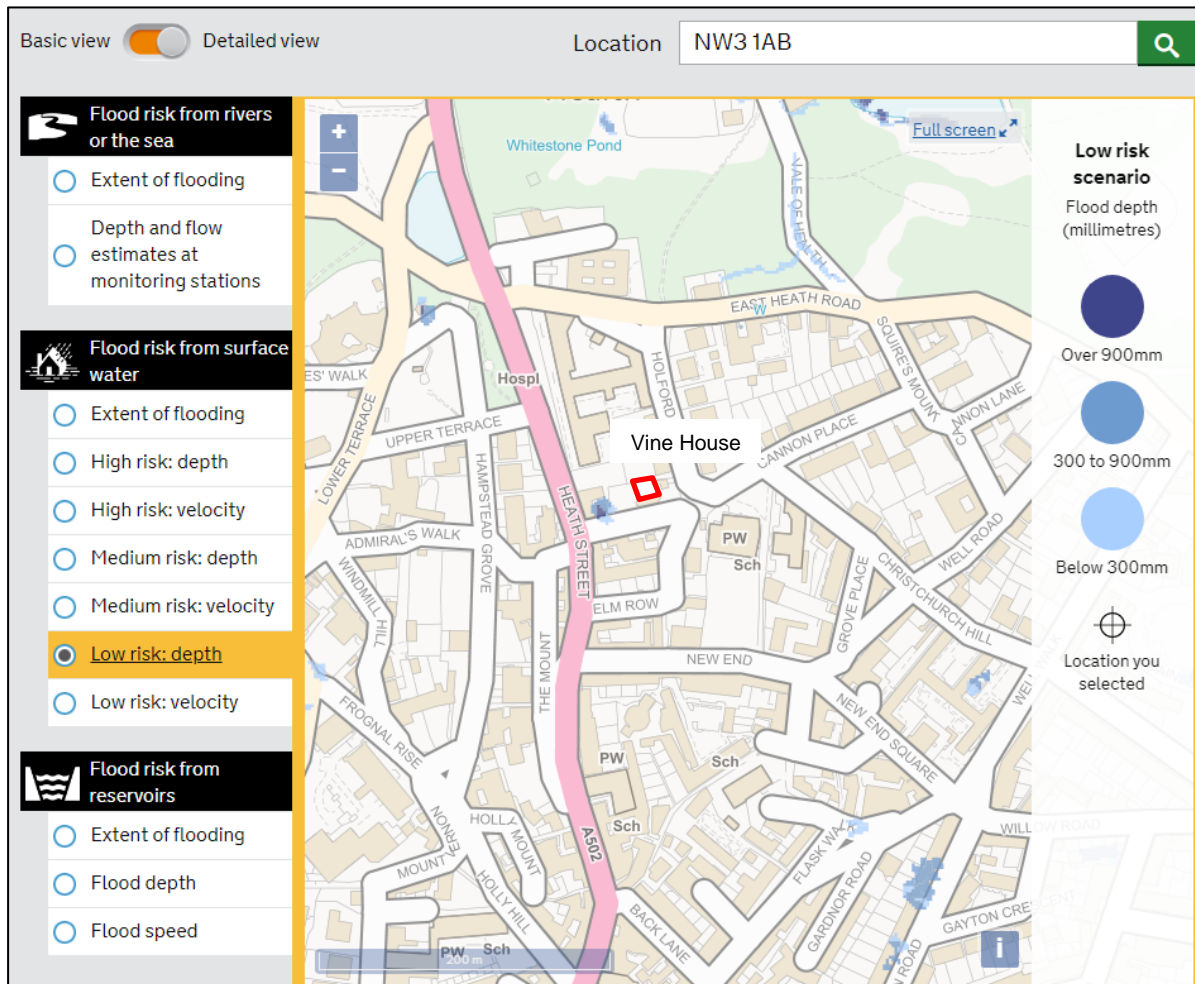 Basic view
Detailed view
Location
NW3 1AB
Flood risk from rivers
or the sea
Extent of flooding
Depth and flow
estimates at
monitoring stations
Flood risk from surface
water
Extent of flooding
High risk: depth
High risk: velocity
Medium risk: depth
Medium risk: velocity
Low risk: depth
Low risk: velocity
Flood risk from
reservoirs
Extent of flooding
Flood depth
Flood speed
+
−
Full screen
Whitestone Pond
VALE OF HEALTH
EAST HEATH ROAD
W
SQUIRE'S MOUNT
CANNON LANE
HOLFORD
Hospl
ES' WALK
LOWER TERRACE
UPPER TERRACE
HAMPSTEAD GROVE
Vine House
CANNON PLACE
HEATH STREET
ADMIRAL'S WALK
WINDMILL HILL
PW
Sch
WELL ROAD
CHRISTCHURCH HILL
GROVE PLACE
ELM ROW
NEW END
THE MOUNT
NEW END SQUARE
FROGNAL RISE
PW
Sch
HOLLY MOUNT
MOUNT VERNON
HOLLY HILL
Sch
A502
FLASK WALK
WILLOW ROAD
GARDNOR ROAD
GAYTON CRESCENT
BACK LANE
PW
Sch
N ROAD
200 m
i
Low risk
scenario
Flood depth
(millimetres)
Over 900mm
300 to 900mm
Below 300mm
Location you
selected